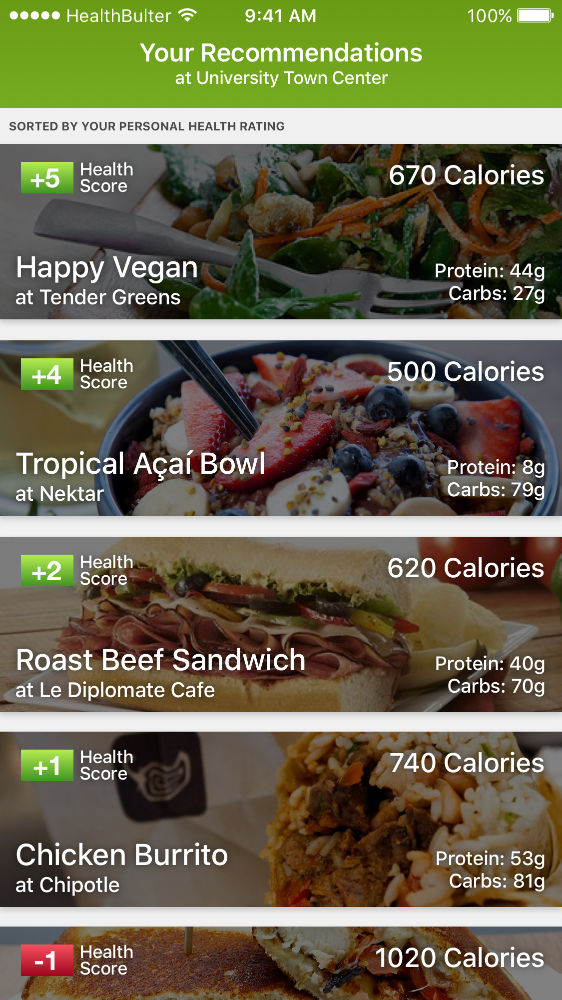 HealthBulter 9:41 AM 100%
Your Recommendations
at University Town Center
SORTED BY YOUR PERSONAL HEALTH RATING
+5 Health Score 670 Calories
Happy Vegan
at Tender Greens
Protein: 44g
Carbs: 27g
+4 Health Score 500 Calories
Tropical Açaí Bowl
at Nektar
Protein: 8g
Carbs: 79g
+2 Health Score 620 Calories
Roast Beef Sandwich
at Le Diplomate Cafe
Protein: 40g
Carbs: 70g
+1 Health Score 740 Calories
Chicken Burrito
at Chipotle
Protein: 53g
Carbs: 81g
-1 Health Score 1020 Calories